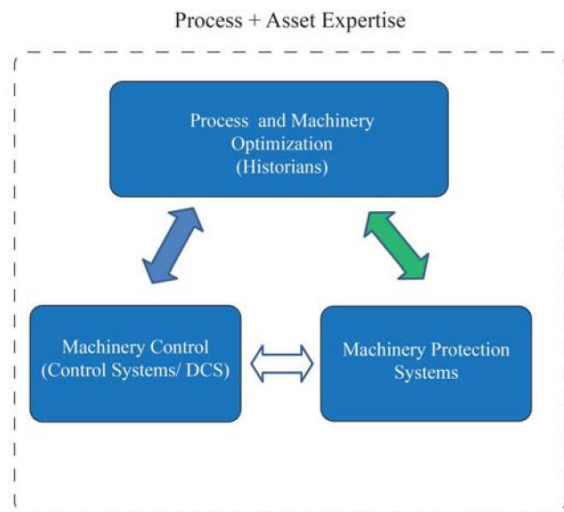 Process + Asset Expertise
Process and Machinery
Optimization
(Historians)
Machinery Control
(Control Systems/ DCS)
Machinery Protection
Systems